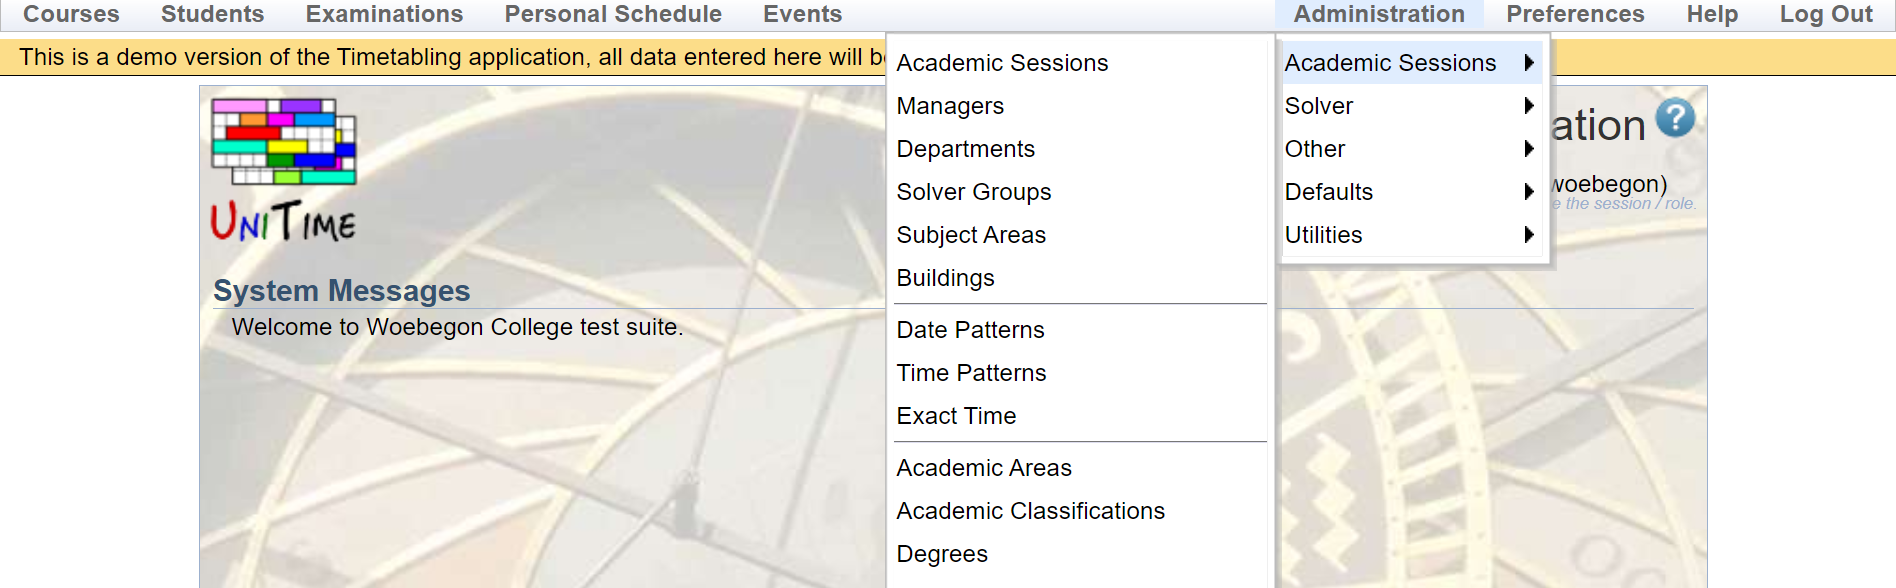 Courses Students Examinations Personal Schedule Events Administration Preferences Help Log Out
This is a demo version of the Timetabling application, all data entered here will
Academic Sessions
Managers
Departments
Solver Groups
Subject Areas
Buildings
Date Patterns
Time Patterns
Exact Time
Academic Areas
Academic Classifications
Degrees
Academic Sessions
Solver
Other
Defaults
Utilities
ation
woebegon)
e the session / role.
UNITIME
System Messages
Welcome to Woebegon College test suite.